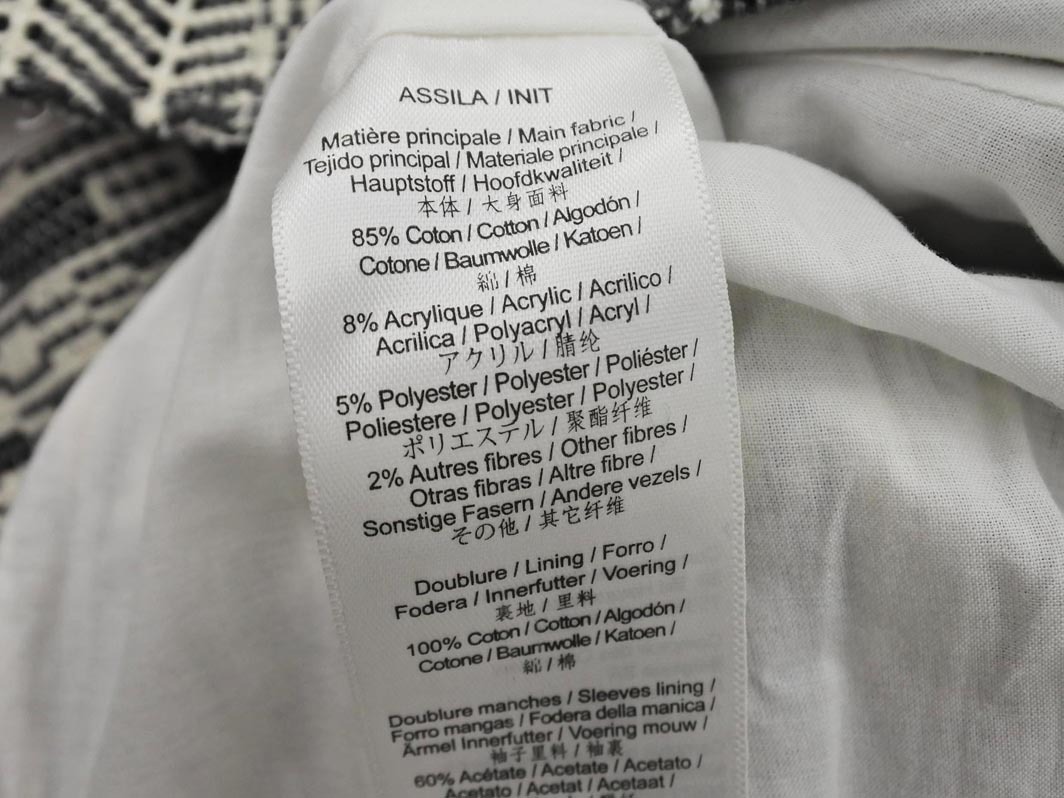 ASSILA / INIT
Matière principale / Main fabric /
Tejido principal / Materiale principale /
Hauptstoff / Hoofdkwaliteit /
本体 / 大身面料
85% Coton / Cotton / Algodón /
Cotone / Baumwolle / Katoen /
綿 / 棉
8% Acrylique / Acrylic / Acrilico /
Acrilica / Polyacryl / Acryl /
アクリル / 腈纶
5% Polyester / Polyester / Poliéster /
Poliestere / Polyester / Polyester /
ポリエステル / 聚酯纤维
2% Autres fibres / Other fibres /
Otras fibras / Altre fibre /
Sonstige Fasern / Andere vezels /
その他 / 其它纤维
Doublure / Lining / Forro /
Fodera / Innerfutter / Voering /
裏地 / 里料
100% Coton / Cotton / Algodón /
Cotone / Baumwolle / Katoen /
綿 / 棉
Doublure manches / Sleeves lining /
Forro mangas / Fodera della manica /
Ärmel Innerfutter / Voering mouw /
袖子里料 / 袖裏
60% Acétate / Acetate / Acetato /
Acetato / Acetat / Acetaat /